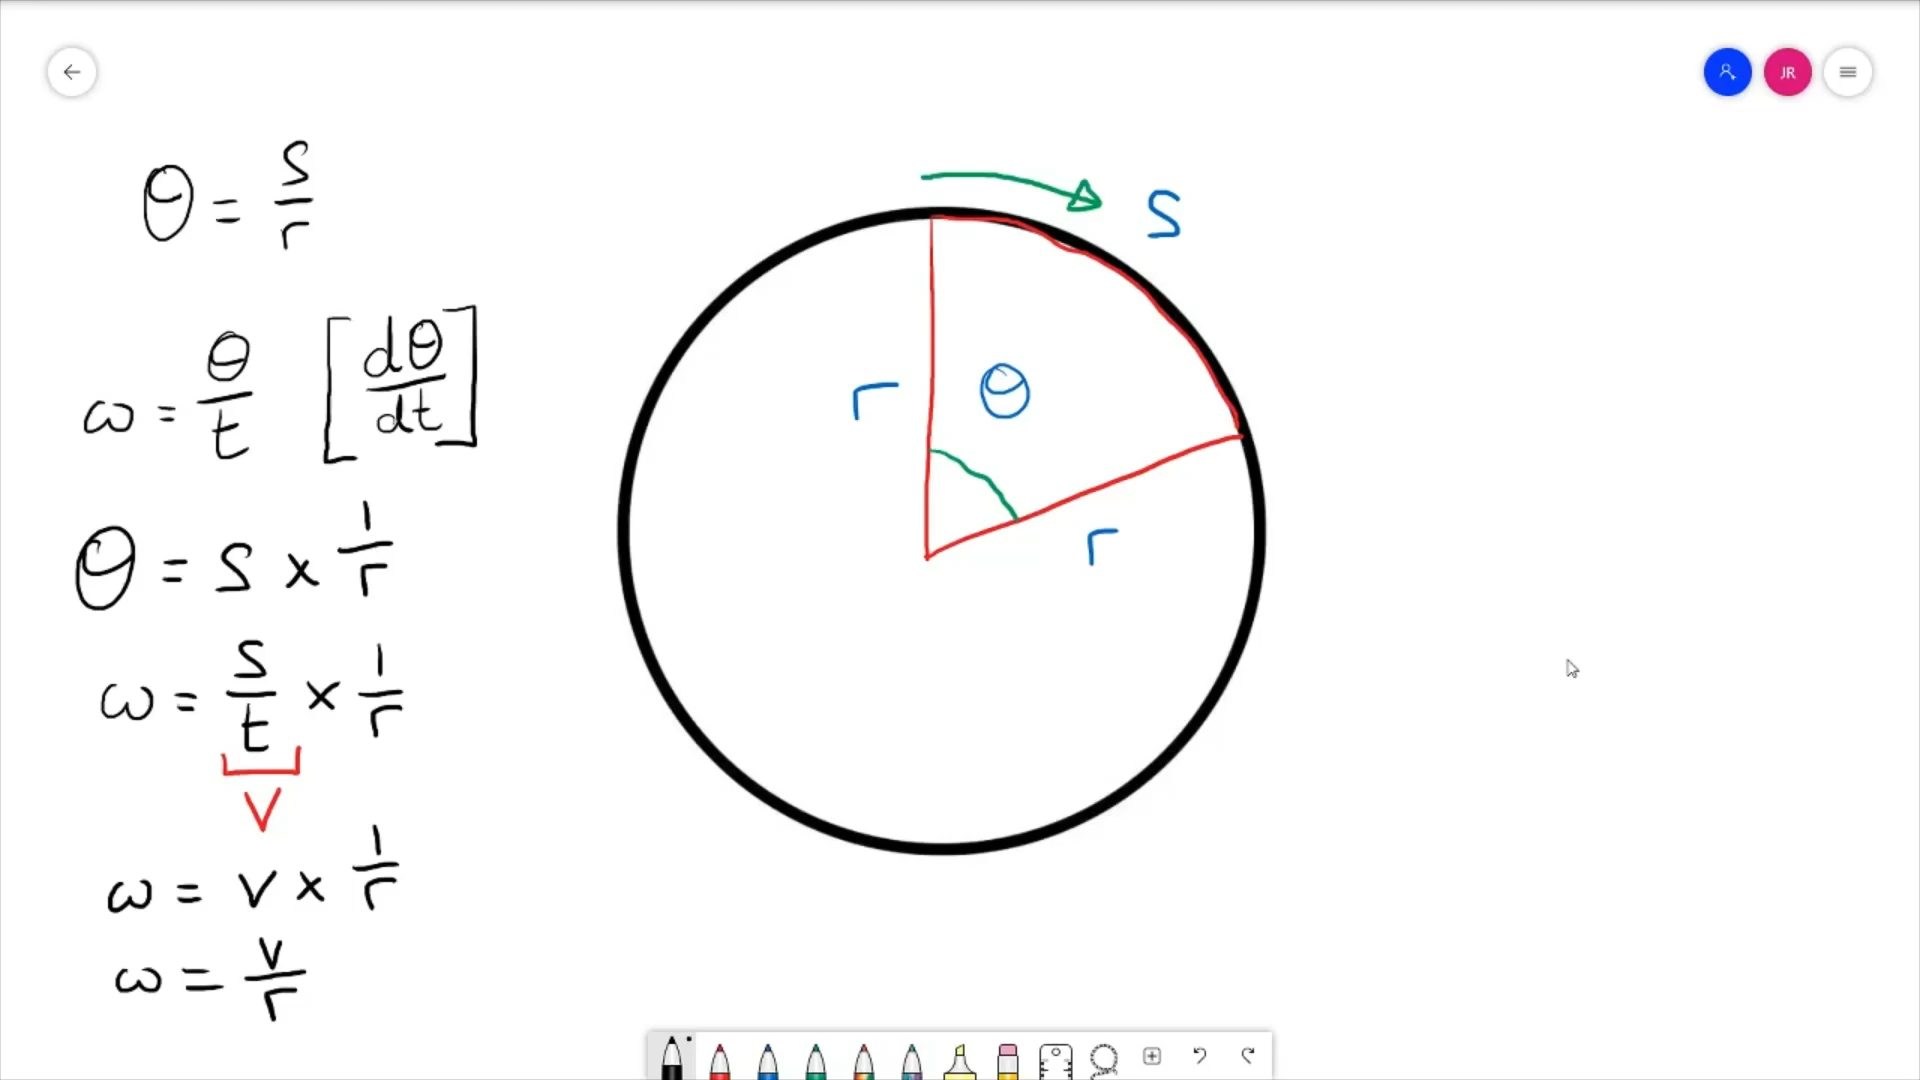 JR
θ = s/r
ω = θ/t [dθ/dt]
θ = s × 1/r
ω = s/t × 1/r
v
ω = v × 1/r
ω = v/r
s
r
θ
r